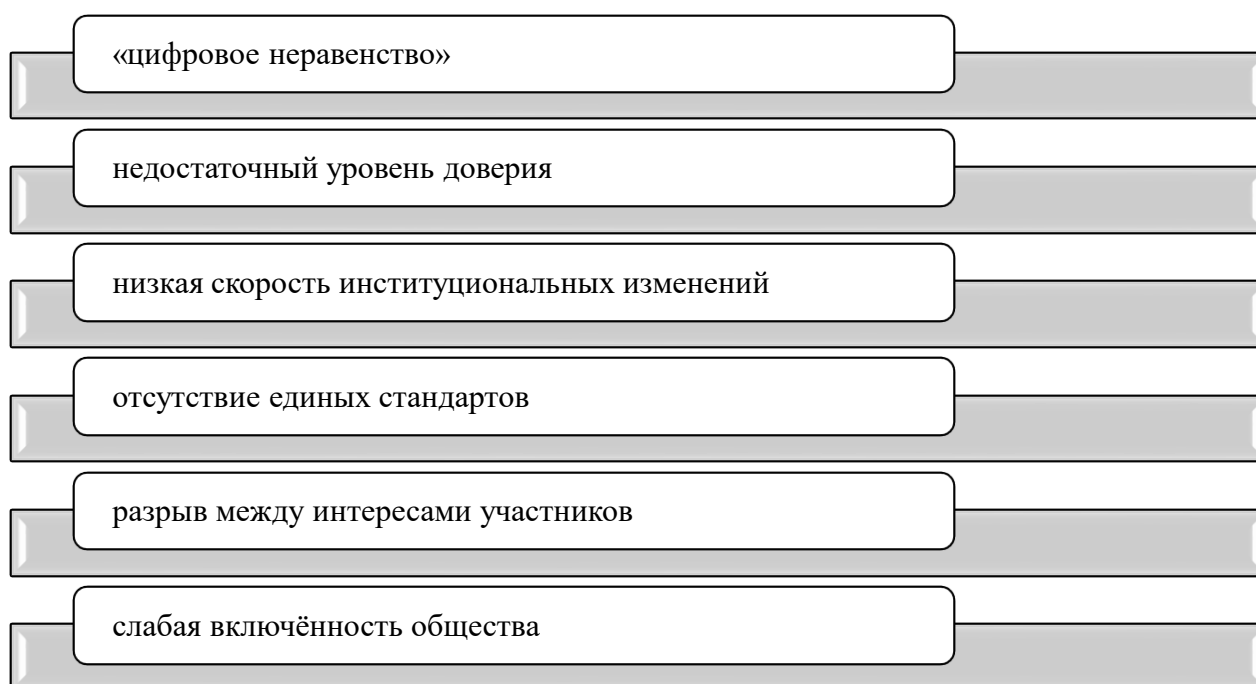 «цифровое неравенство»
недостаточный уровень доверия
низкая скорость институциональных изменений
отсутствие единых стандартов
разрыв между интересами участников
слабая включённость общества